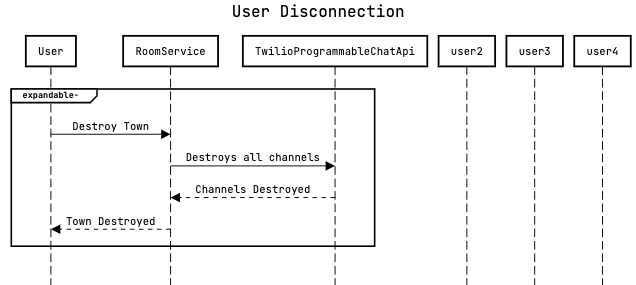 User Disconnection
User
RoomService
TwilioProgrammableChatApi
user2
user3
user4
expandable-
Destroy Town
Destroys all channels
Channels Destroyed
Town Destroyed